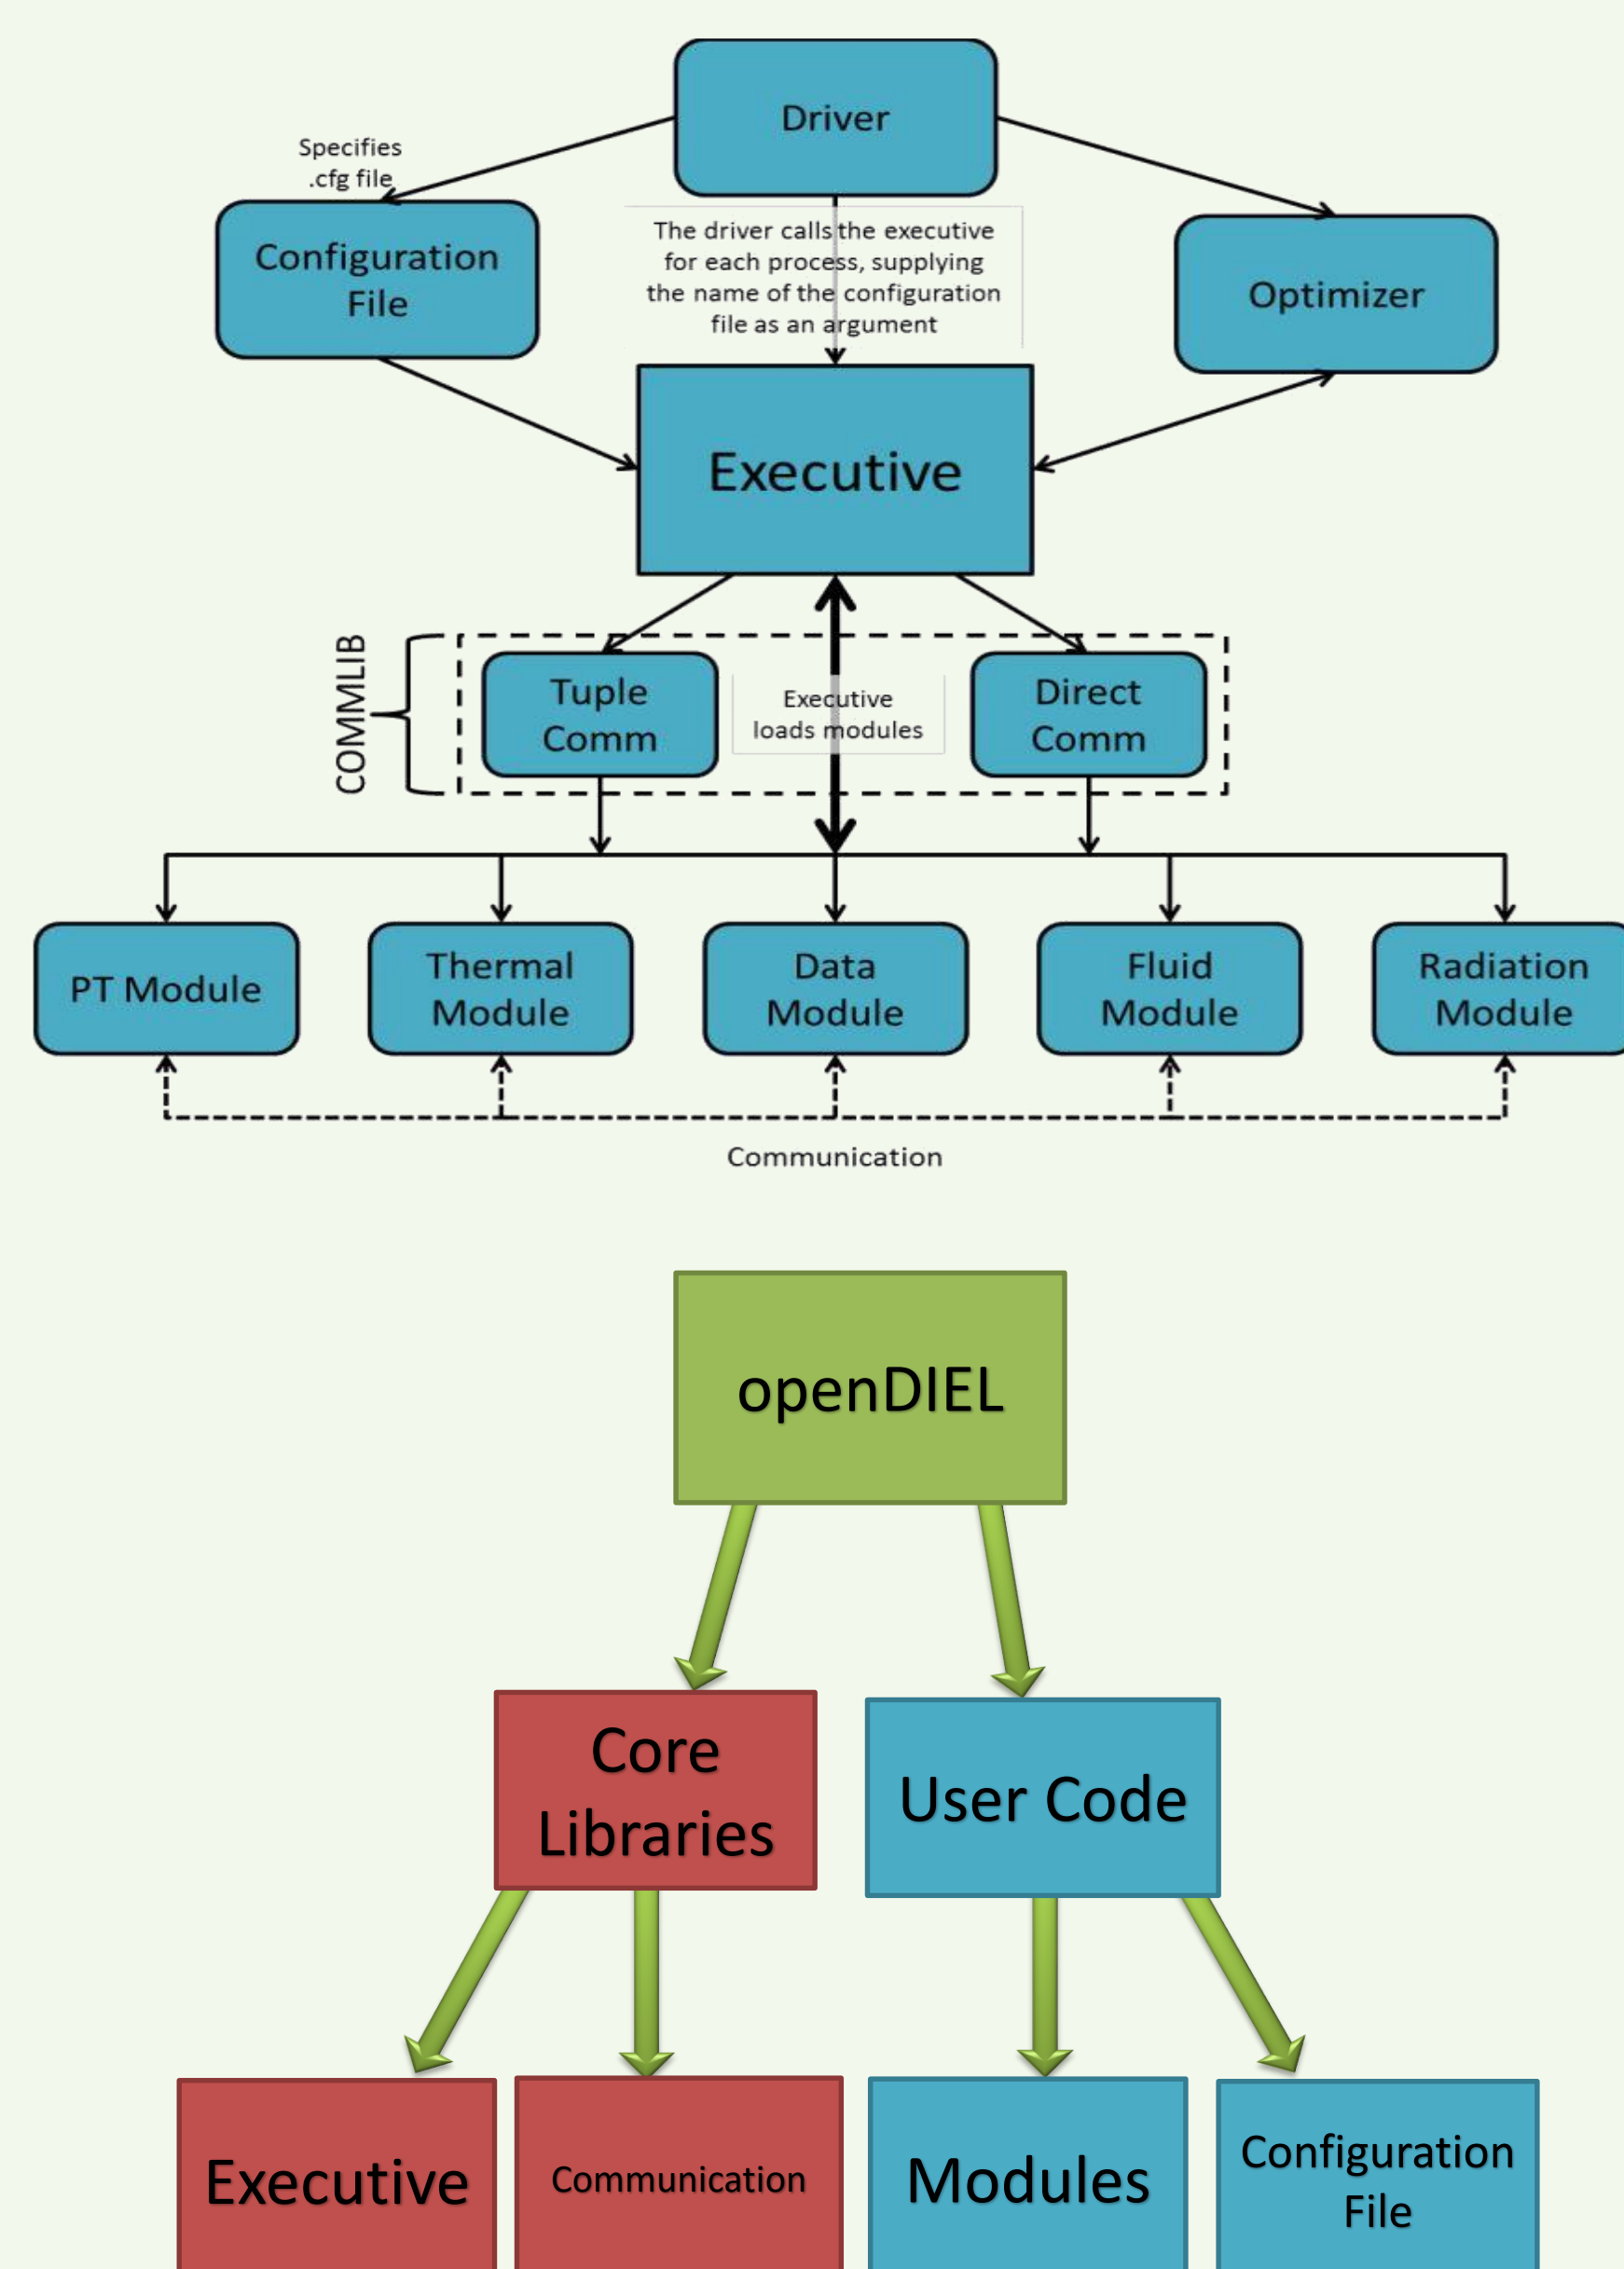 Driver
Specifies
.cfg file
Configuration
File
The driver calls the executive
for each process, supplying
the name of the configuration
file as an argument
Optimizer
Executive
COMMLIB
Tuple
Comm
Executive
loads modules
Direct
Comm
PT Module
Thermal
Module
Data
Module
Fluid
Module
Radiation
Module
Communication
openDIEL
Core
Libraries
User Code
Executive
Communication
Modules
Configuration
File